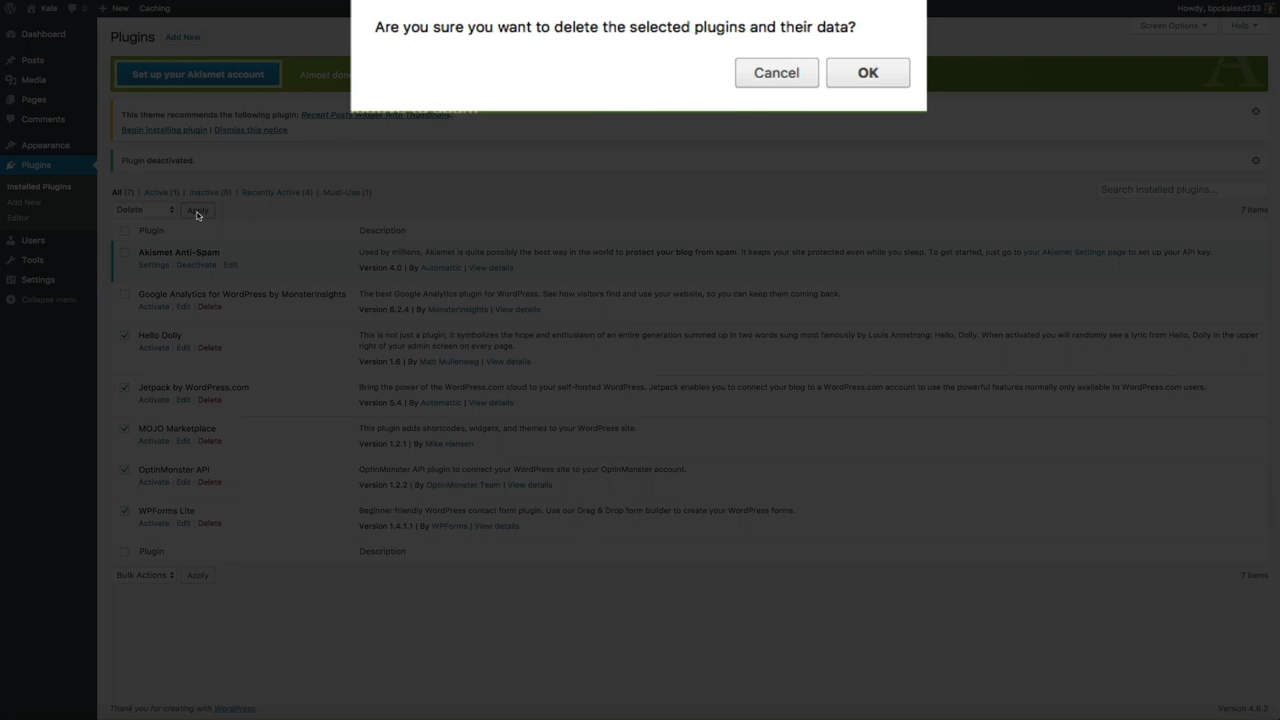 Kale 0 New Caching
Howdy, bpckalesd233
Are you sure you want to delete the selected plugins and their data?
Cancel OK
Dashboard
Posts
Media
Pages
Comments
Appearance
Plugins
Installed Plugins
Add New
Editor
Users
Tools
Settings
Collapse menu
Plugins Add New
Screen Options Help
Set up your Akismet account Almost done
This theme recommends the following plugin: Recent Posts Widget With Thumbnails.
Begin installing plugin | Dismiss this notice
Plugin deactivated.
All (7) | Active (1) | Inactive (6) | Recently Active (4) | Must-Use (1)
Search installed plugins...
Delete Apply
7 items
Plugin Description
Akismet Anti-Spam
Settings | Deactivate | Edit
Used by millions, Akismet is quite possibly the best way in the world to protect your blog from spam. It keeps your site protected even while you sleep. To get started, just go to your Akismet Settings page to set up your API key.
Version 4.0 | By Automattic | View details
Google Analytics for WordPress by MonsterInsights
Activate | Edit | Delete
The best Google Analytics plugin for WordPress. See how visitors find and use your website, so you can keep them coming back.
Version 6.2.4 | By MonsterInsights | View details
Hello Dolly
Activate | Edit | Delete
This is not just a plugin, it symbolizes the hope and enthusiasm of an entire generation summed up in two words sung most famously by Louis Armstrong: Hello, Dolly. When activated you will randomly see a lyric from Hello, Dolly in the upper
right of your admin screen on every page.
Version 1.6 | By Matt Mullenweg | View details
Jetpack by WordPress.com
Activate | Edit | Delete
Bring the power of the WordPress.com cloud to your self-hosted WordPress. Jetpack enables you to connect your blog to a WordPress.com account to use the powerful features normally only available to WordPress.com users.
Version 5.4 | By Automattic | View details
MOJO Marketplace
Activate | Edit | Delete
This plugin adds shortcodes, widgets, and themes to your WordPress site.
Version 1.2.1 | By Mike Hansen
OptinMonster API
Activate | Edit | Delete
OptinMonster API plugin to connect your WordPress site to your OptinMonster account.
Version 1.2.2 | By OptinMonster Team | View details
WPForms Lite
Activate | Edit | Delete
Beginner friendly WordPress contact form plugin. Use our Drag & Drop form builder to create your WordPress forms.
Version 1.4.1.1 | By WPForms | View details
Plugin Description
Bulk Actions Apply
7 items
Thank you for creating with WordPress.
Version 4.8.2